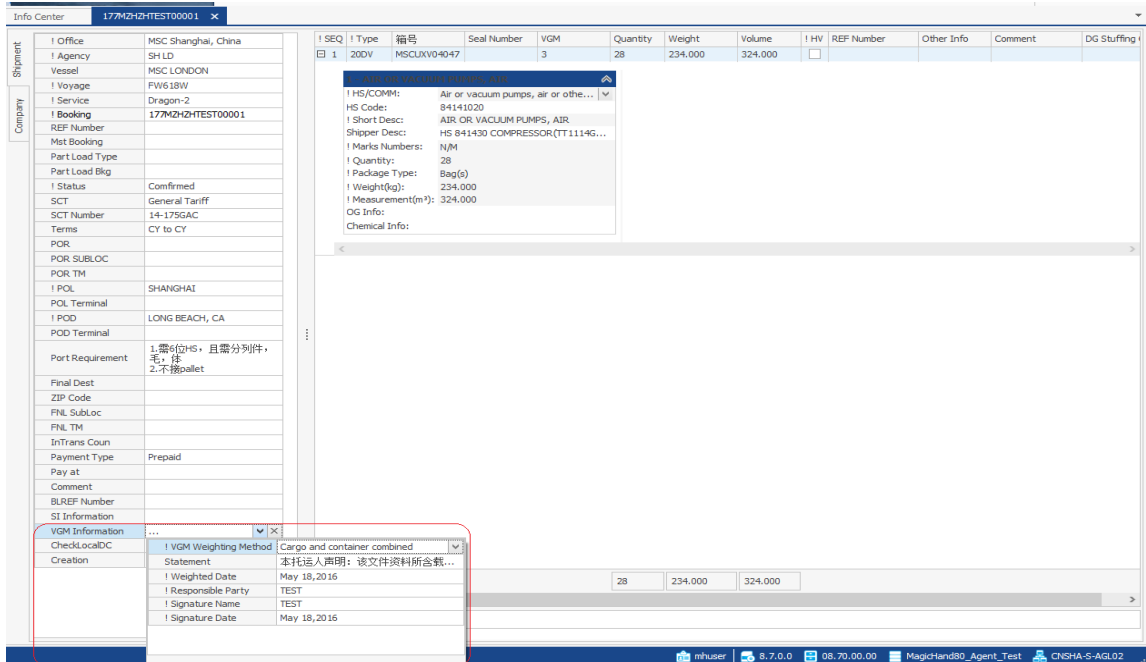 Info Center 177MZHZHTEST00001 ×
Shipment
Company
! Office MSC Shanghai, China
! Agency SH LD
Vessel MSC LONDON
! Voyage FW618W
! Service Dragon-2
! Booking 177MZHZHTEST00001
REF Number
Mst Booking
Part Load Type
Part Load Bkg
! Status Comfirmed
SCT General Tariff
SCT Number 14-175GAC
Terms CY to CY
POR
POR SUBLOC
POR TM
! POL SHANGHAI
POL Terminal
! POD LONG BEACH, CA
POD Terminal
Port Requirement
1.需6位HS，且需分列件，
毛，体
2.不接pallet
Final Dest
ZIP Code
FNL SubLoc
FNL TM
InTrans Coun
Payment Type Prepaid
Pay at
Comment
BLREF Number
SI Information
VGM Information ...
CheckLocalDC
Creation
! VGM Weighting Method Cargo and container combined
Statement 本托运人声明：该文件资料所含载...
! Weighted Date May 18,2016
! Responsible Party TEST
! Signature Name TEST
! Signature Date May 18,2016
! SEQ ! Type 箱号 Seal Number VGM Quantity Weight Volume ! HV REF Number Other Info Comment DG Stuffing
1 20DV MSCUXV04047 3 28 234.000 324.000
! HS/COMM: Air or vacuum pumps, air or othe...
HS Code: 84141020
! Short Desc: AIR OR VACUUM PUMPS, AIR
Shipper Desc: HS 841430 COMPRESSOR(TT1114G...
! Marks Numbers: N/M
! Quantity: 28
! Package Type: Bag(s)
! Weight(kg): 234.000
! Measurement(m³): 324.000
OG Info:
Chemical Info:
28 234.000 324.000
mhuser 8.7.0.0 08.70.00.00 MagicHand80_Agent_Test CNSHA-S-AGL02